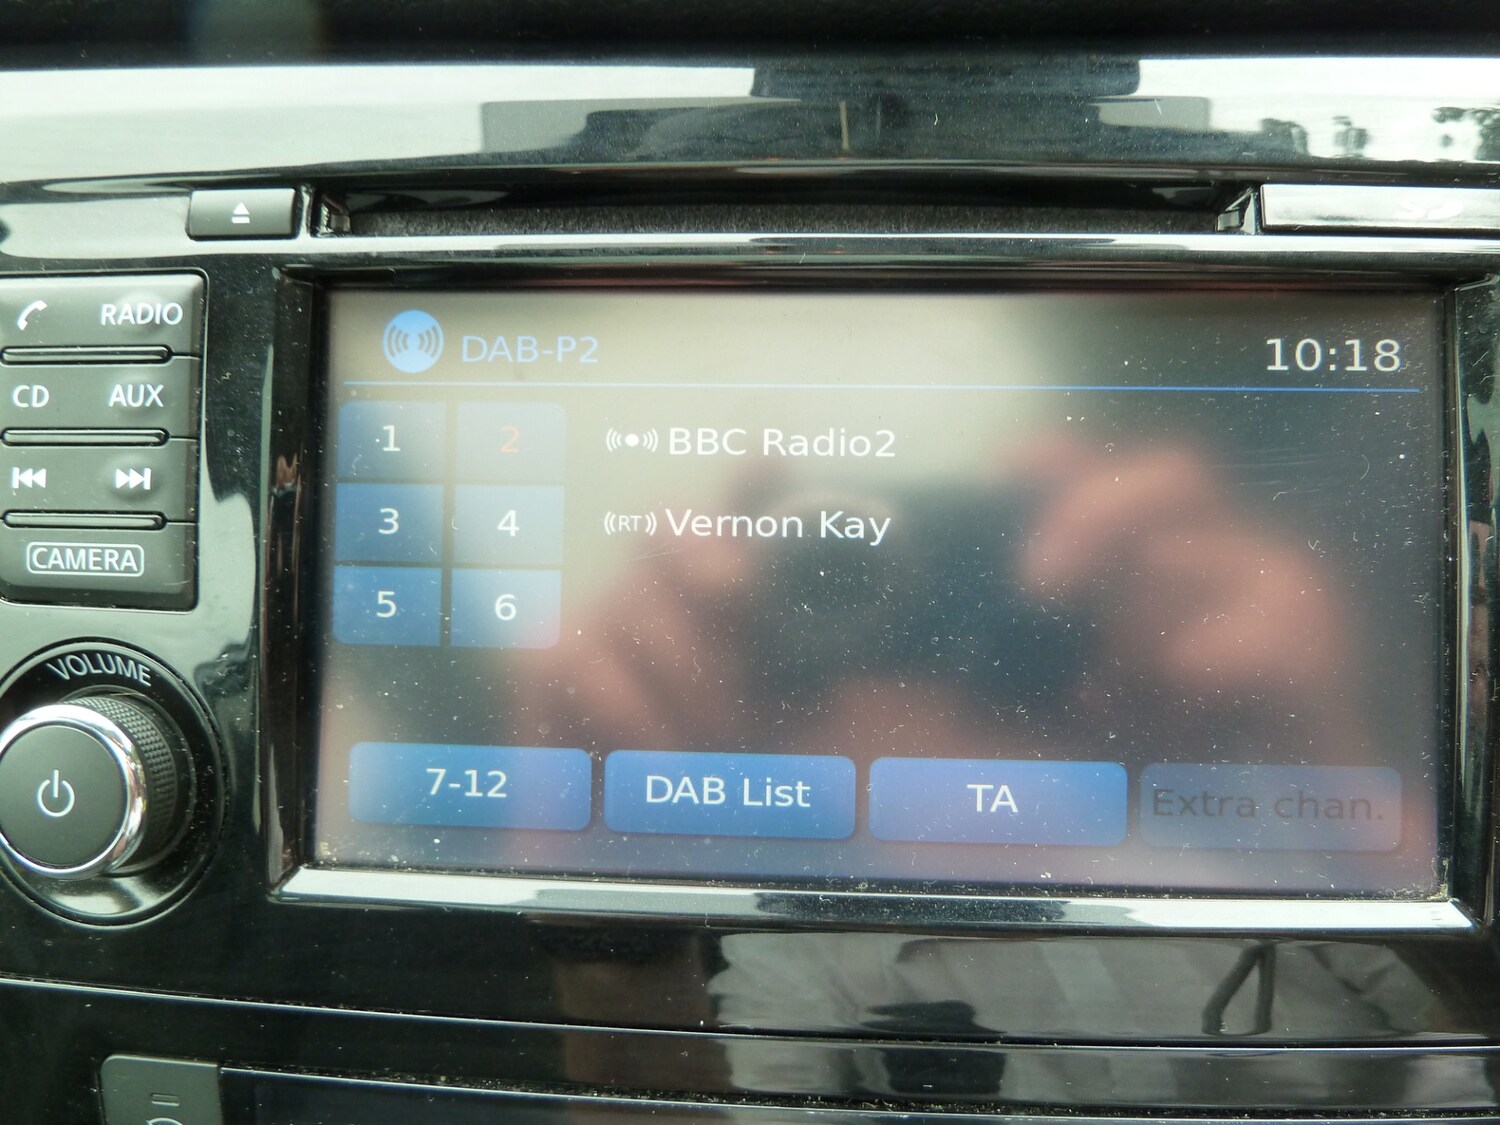 SD
RADIO
DAB-P2
10:18
CD
AUX
1
2
BBC Radio2
3
4
RT
Vernon Kay
CAMERA
5
6
VOLUME
7-12
DAB List
TA
Extra chan.